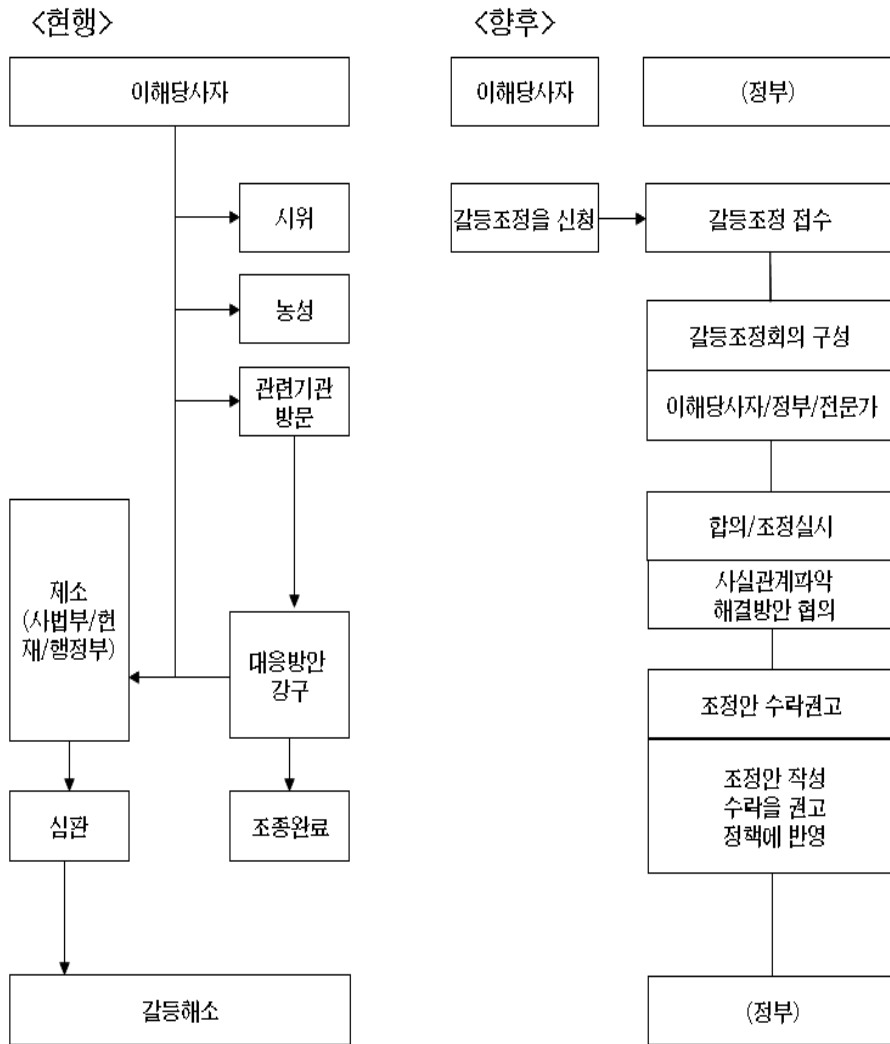 <현행>
이해당사자
시위
농성
관련기관
방문
제소
(사법부/헌
재/행정부)
대응방안
강구
심판
조종완료
갈등해소
<향후>
이해당사자
(정부)
갈등조정을 신청
갈등조정 접수
갈등조정회의 구성
이해당사자/정부/전문가
합의/조정실시
사실관계파악
해결방안 협의
조정안 수락권고
조정안 작성
수락을 권고
정책에 반영
(정부)